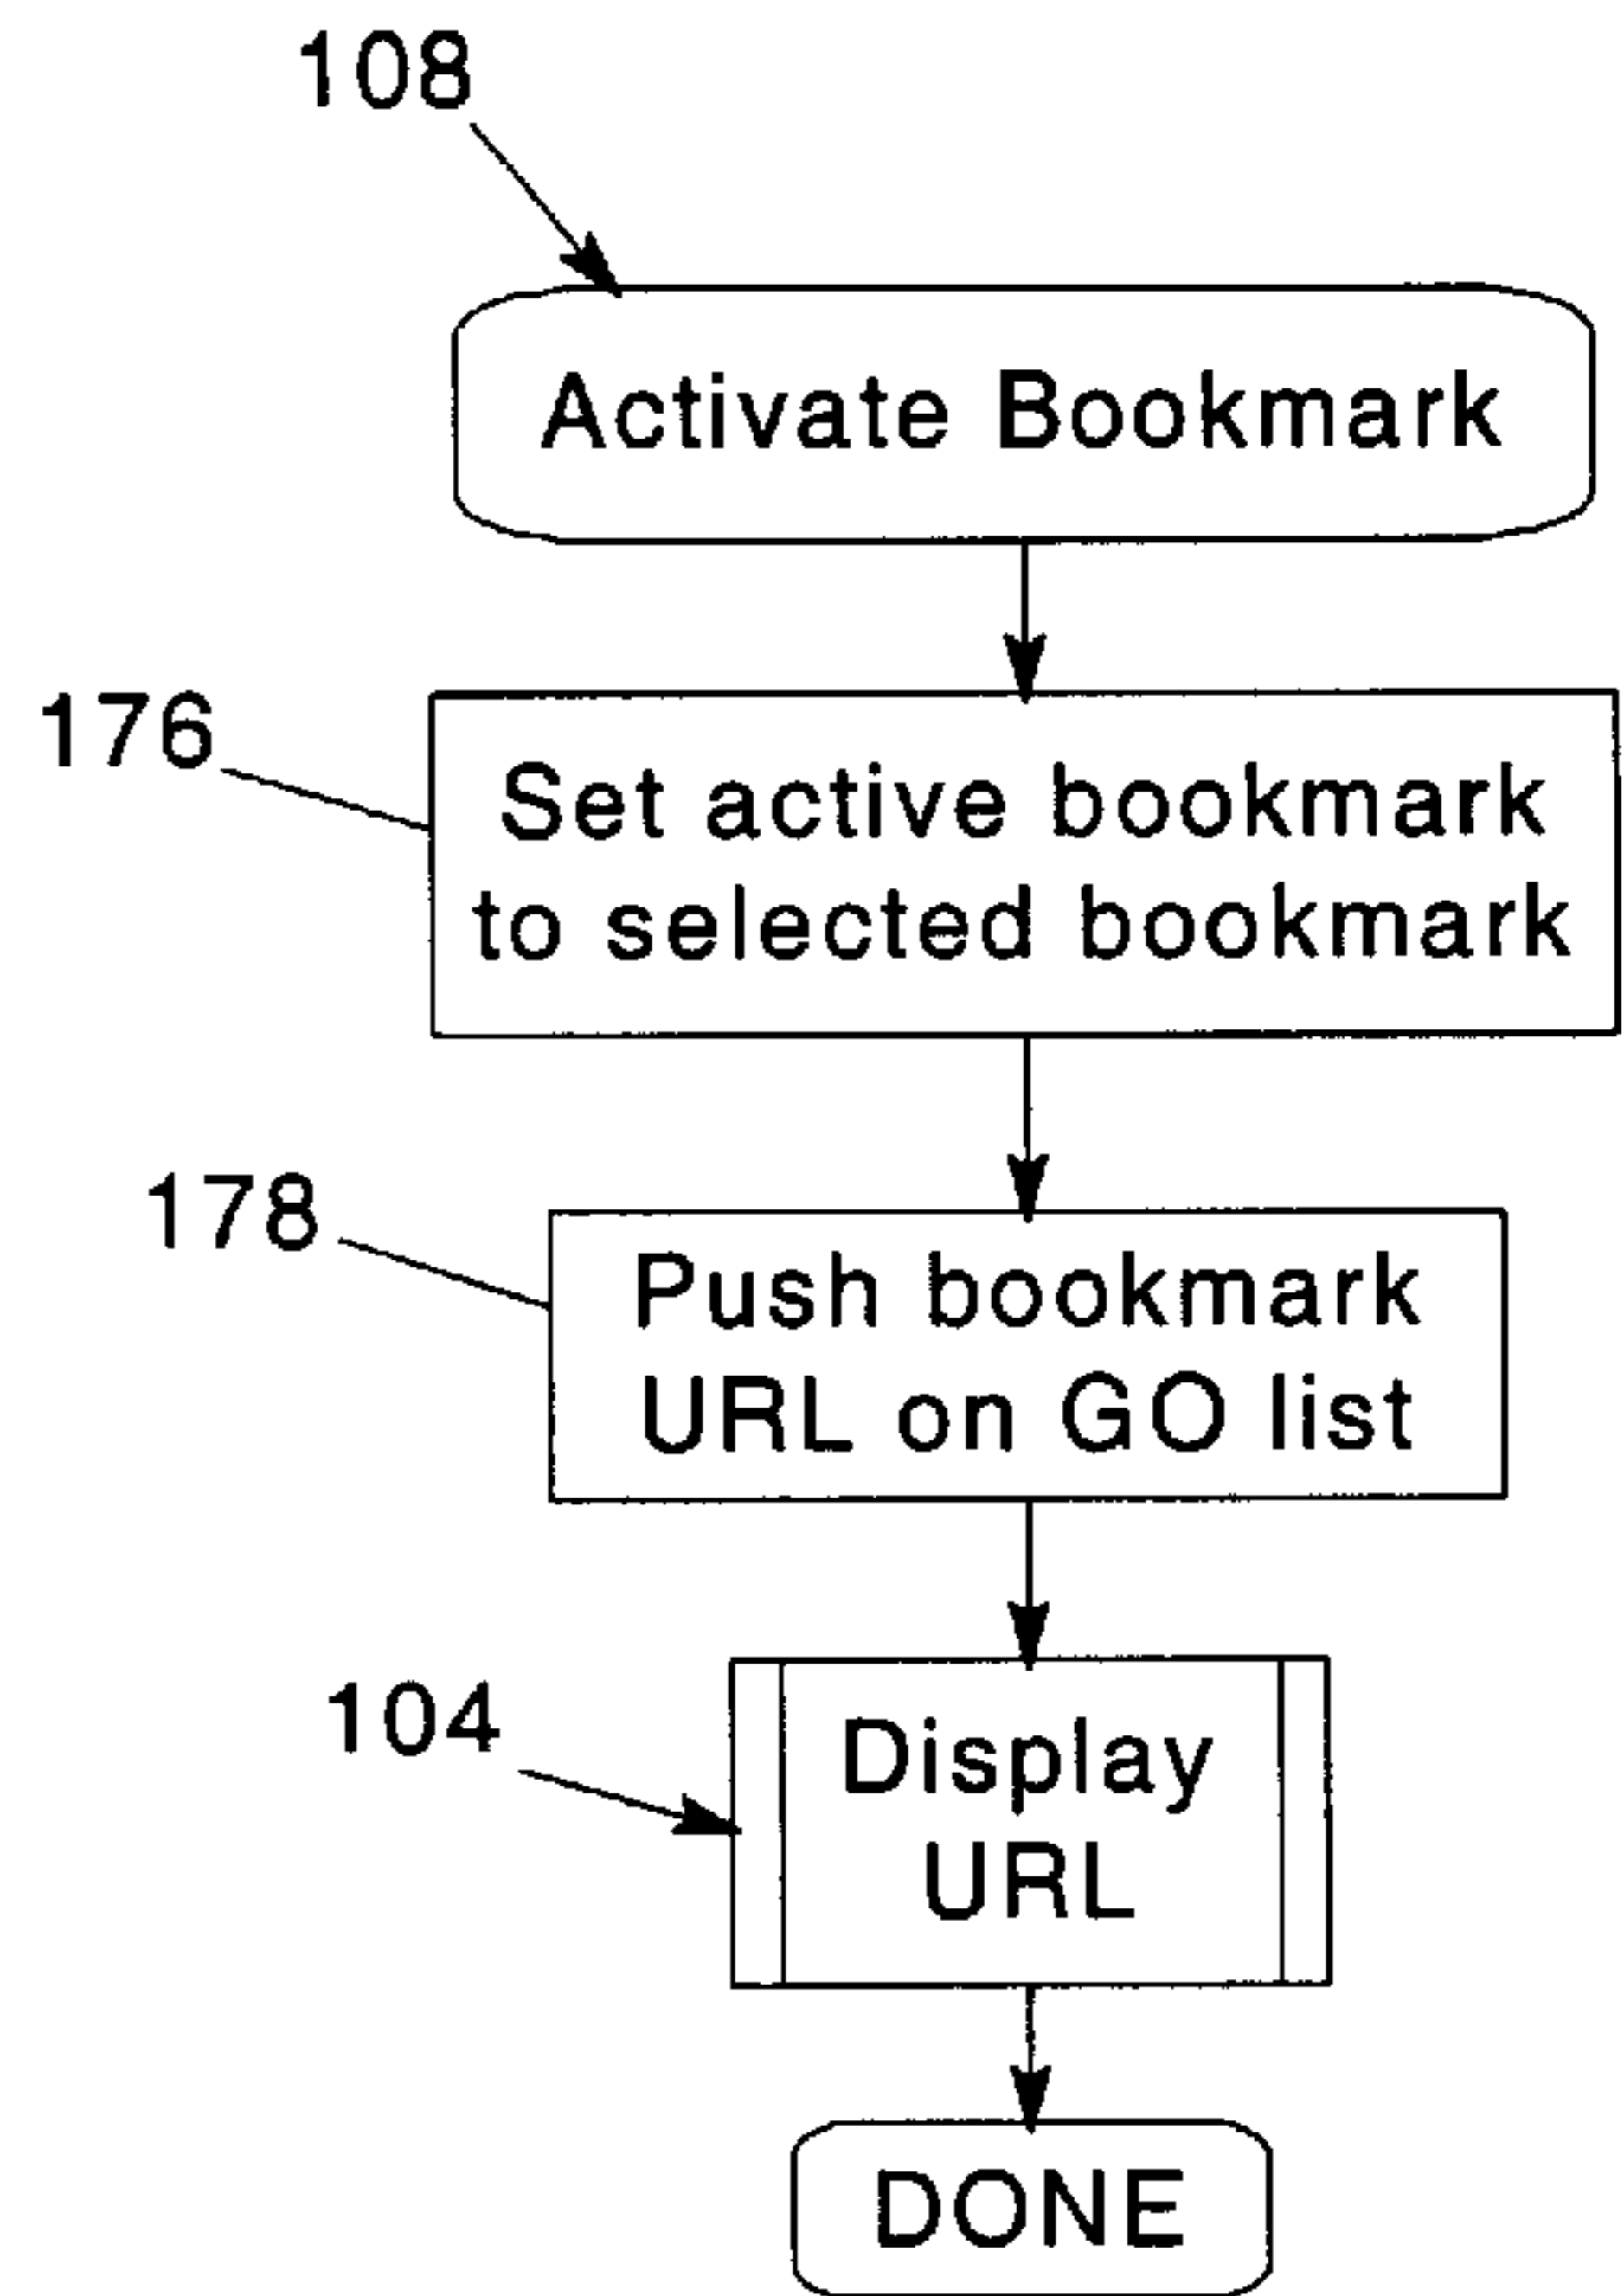 108
Activate Bookmark
176
Set active bookmark
to selected bookmark
178
Push bookmark
URL on GO list
104
Display
URL
DONE